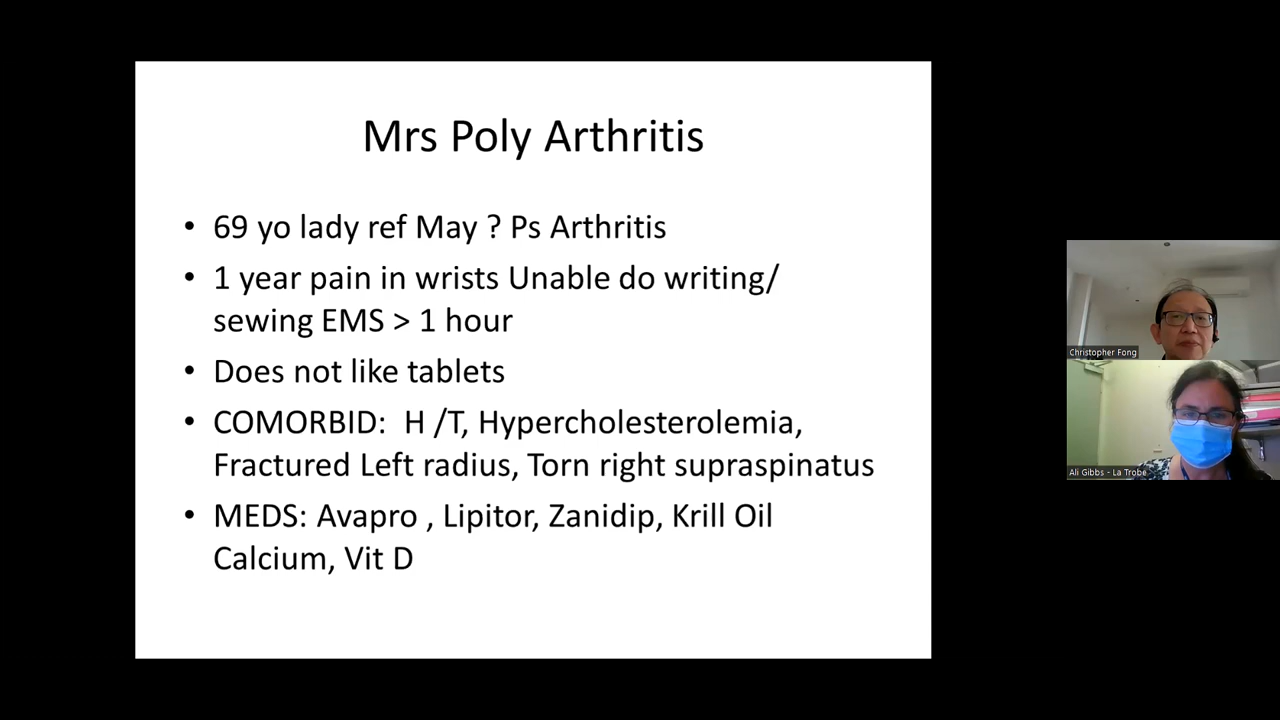 Mrs Poly Arthritis
• 69 yo lady ref May ? Ps Arthritis
• 1 year pain in wrists Unable do writing/
sewing EMS > 1 hour
• Does not like tablets
• COMORBID:  H /T, Hypercholesterolemia,
Fractured Left radius, Torn right supraspinatus
• MEDS: Avapro , Lipitor, Zanidip, Krill Oil
Calcium, Vit D
Christopher Fong
Ali Gibbs - La Trobe